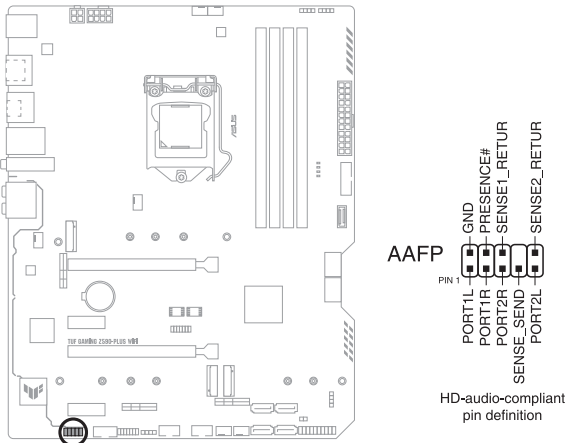 ASUS
TUF GAMING Z590-PLUS WIFI
AAFP
PIN 1
GND
PRESENCE#
SENSE1_RETUR
SENSE2_RETUR
PORT1L
PORT1R
PORT2R
SENSE_SEND
PORT2L
HD-audio-compliant
pin definition